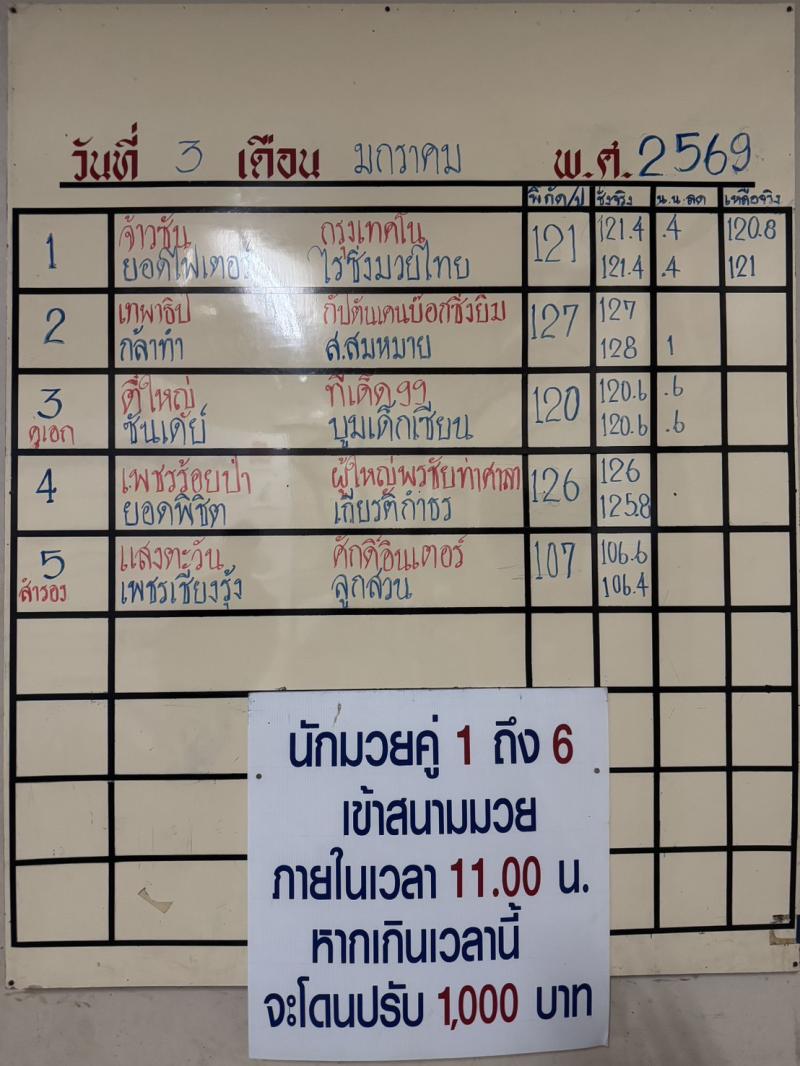 วันที่ 3 เดือน มกราคม พ.ศ. 2569
พิกัด/ป ชั่งจริง น.น.ลด เหลือจริง
1 จ้าวซัน กรุงเทคโน 121 121.4 .4 120.8
ยอดไฟเตอร์ ไรซิ่งมวยไทย 121.4 .4 121
2 เทพาธิป กัปตันเคนบ๊อกซิ่งยิม 127 127
กล้าทำ ส.สมหมาย 128 1
3 ตี๋ใหญ่ ทีเด็ด99 120 120.6 .6
คู่เอก ซันเดย์ บูมเด็กเซียน 120.6 .6
4 เพชรร้อยป่า ผู้ใหญ่พรชัยท่าศาลา 126 126
ยอดพิชิต เกียรติกำธร 125.8
5 แสงตะวัน ศักดิ์อินเตอร์ 107 106.6
สำรอง เพชรเชียงรุ้ง ลูกสวน 106.4
นักมวยคู่ 1 ถึง 6
เข้าสนามมวย
ภายในเวลา 11.00 น.
หากเกินเวลานี้
จะโดนปรับ 1,000 บาท